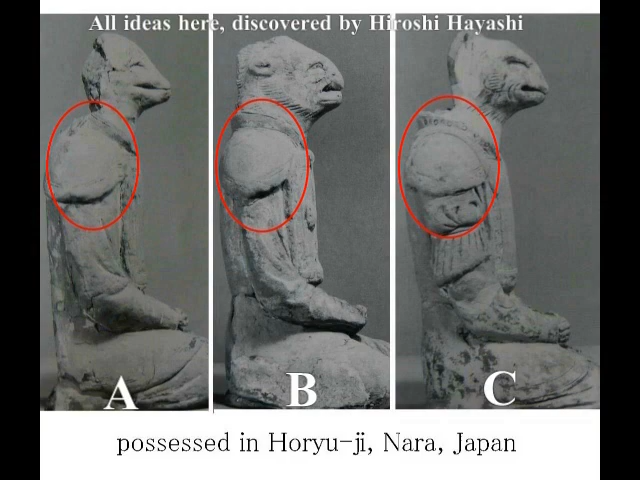 All ideas here, discovered by Hiroshi Hayashi
A B C
possessed in Horyu-ji, Nara, Japan